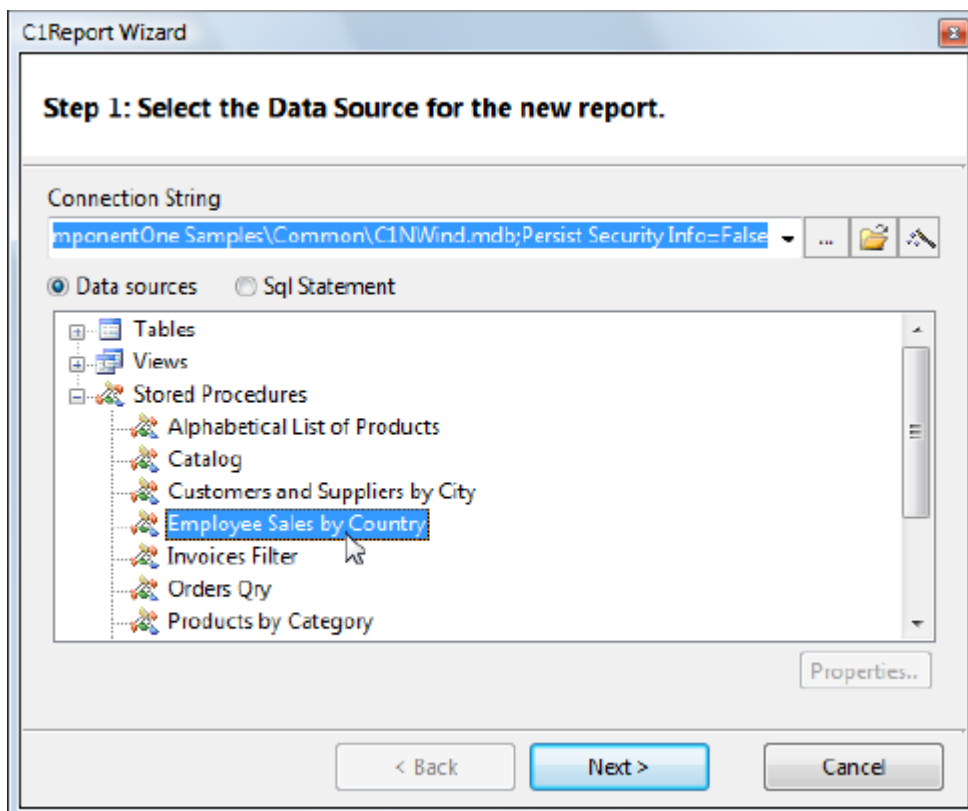 C1Report Wizard
Step 1: Select the Data Source for the new report.
Connection String
mponentOne Samples\Common\C1NWind.mdb;Persist Security Info=False
...
Data sources Sql Statement
Tables
Views
Stored Procedures
Alphabetical List of Products
Catalog
Customers and Suppliers by City
Employee Sales by Country
Invoices Filter
Orders Qry
Products by Category
Properties..
< Back Next > Cancel